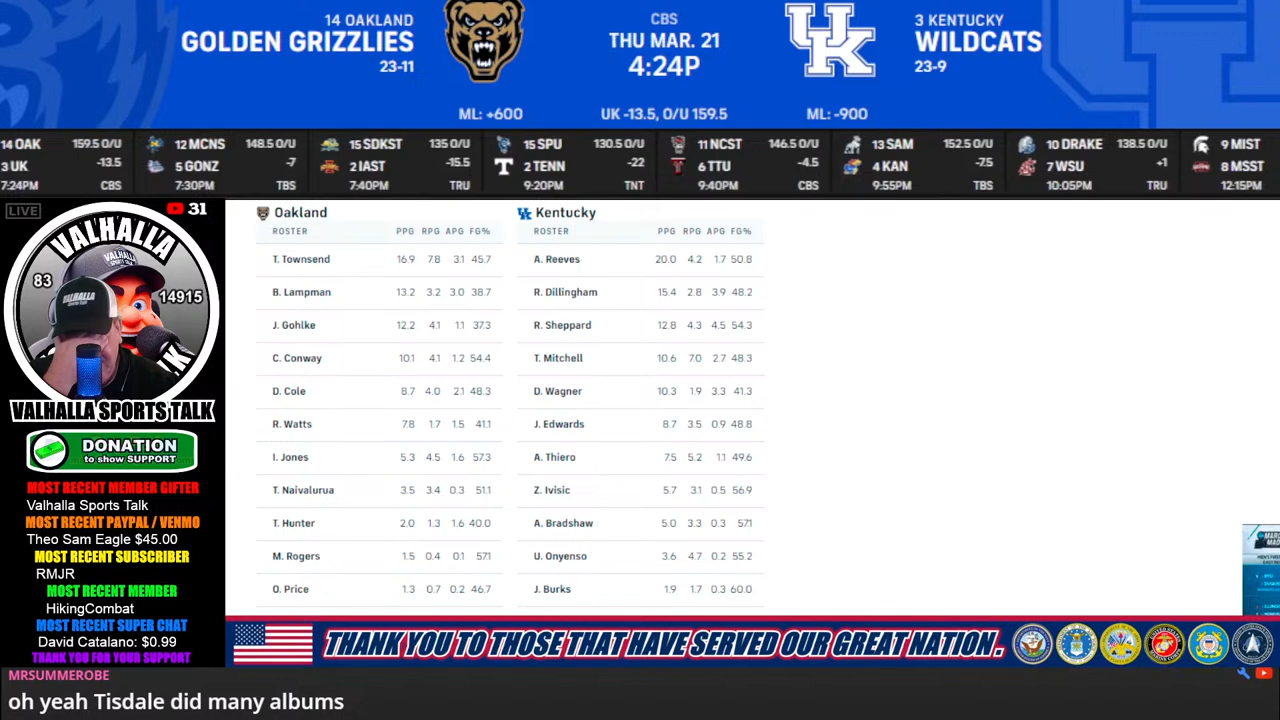 14 OAKLAND
GOLDEN GRIZZLIES
23-11
ML: +600
CBS
THU MAR. 21
4:24P
UK -13.5, O/U 159.5
UK
3 KENTUCKY
WILDCATS
23-9
ML: -900
14 OAK 159.5 O/U
3 UK -13.5
7:24PM CBS
12 MCNS 148.5 O/U
5 GONZ -7
7:30PM TBS
15 SDKST 135 O/U
2 IAST -15.5
7:40PM TRU
15 SPU 130.5 O/U
2 TENN -22
9:20PM TNT
11 NCST 146.5 O/U
6 TTU -4.5
9:40PM CBS
13 SAM 152.5 O/U
4 KAN -7.5
9:55PM TBS
10 DRAKE 138.5 O/U
7 WSU +1
10:05PM TRU
9 MIST
8 MSST
12:15PM
LIVE
31
VALHALLA
83
14915
VALHALLA
SPORTS TALK
VALHALLA
LK
VALHALLA SPORTS TALK
DONATION
to show SUPPORT
MOST RECENT MEMBER GIFTER
Valhalla Sports Talk
MOST RECENT PAYPAL / VENMO
Theo Sam Eagle $45.00
MOST RECENT SUBSCRIBER
RMJR
MOST RECENT MEMBER
HikingCombat
MOST RECENT SUPER CHAT
David Catalano: $0.99
THANK YOU FOR YOUR SUPPORT
Oakland
ROSTER PPG RPG APG FG%
T. Townsend 16.9 7.8 3.1 45.7
B. Lampman 13.2 3.2 3.0 38.7
J. Gohlke 12.2 4.1 1.1 37.3
C. Conway 10.1 4.1 1.2 54.4
D. Cole 8.7 4.0 2.1 48.3
R. Watts 7.8 1.7 1.5 41.1
I. Jones 5.3 4.5 1.6 57.3
T. Naivalurua 3.5 3.4 0.3 51.1
T. Hunter 2.0 1.3 1.6 40.0
M. Rogers 1.5 0.4 0.1 57.1
O. Price 1.3 0.7 0.2 46.7
Kentucky
ROSTER PPG RPG APG FG%
A. Reeves 20.0 4.2 1.7 50.8
R. Dillingham 15.4 2.8 3.9 48.2
R. Sheppard 12.8 4.3 4.5 54.3
T. Mitchell 10.6 7.0 2.7 48.3
D. Wagner 10.3 1.9 3.3 41.3
J. Edwards 8.7 3.5 0.9 48.8
A. Thiero 7.5 5.2 1.1 49.6
Z. Ivisic 5.7 3.1 0.5 56.9
A. Bradshaw 5.0 3.3 0.3 57.1
U. Onyenso 3.6 4.7 0.2 55.2
J. Burks 1.9 1.7 0.3 60.0
THANK YOU TO THOSE THAT HAVE SERVED OUR GREAT NATION.
MRSUMMEROBE
oh yeah Tisdale did many albums